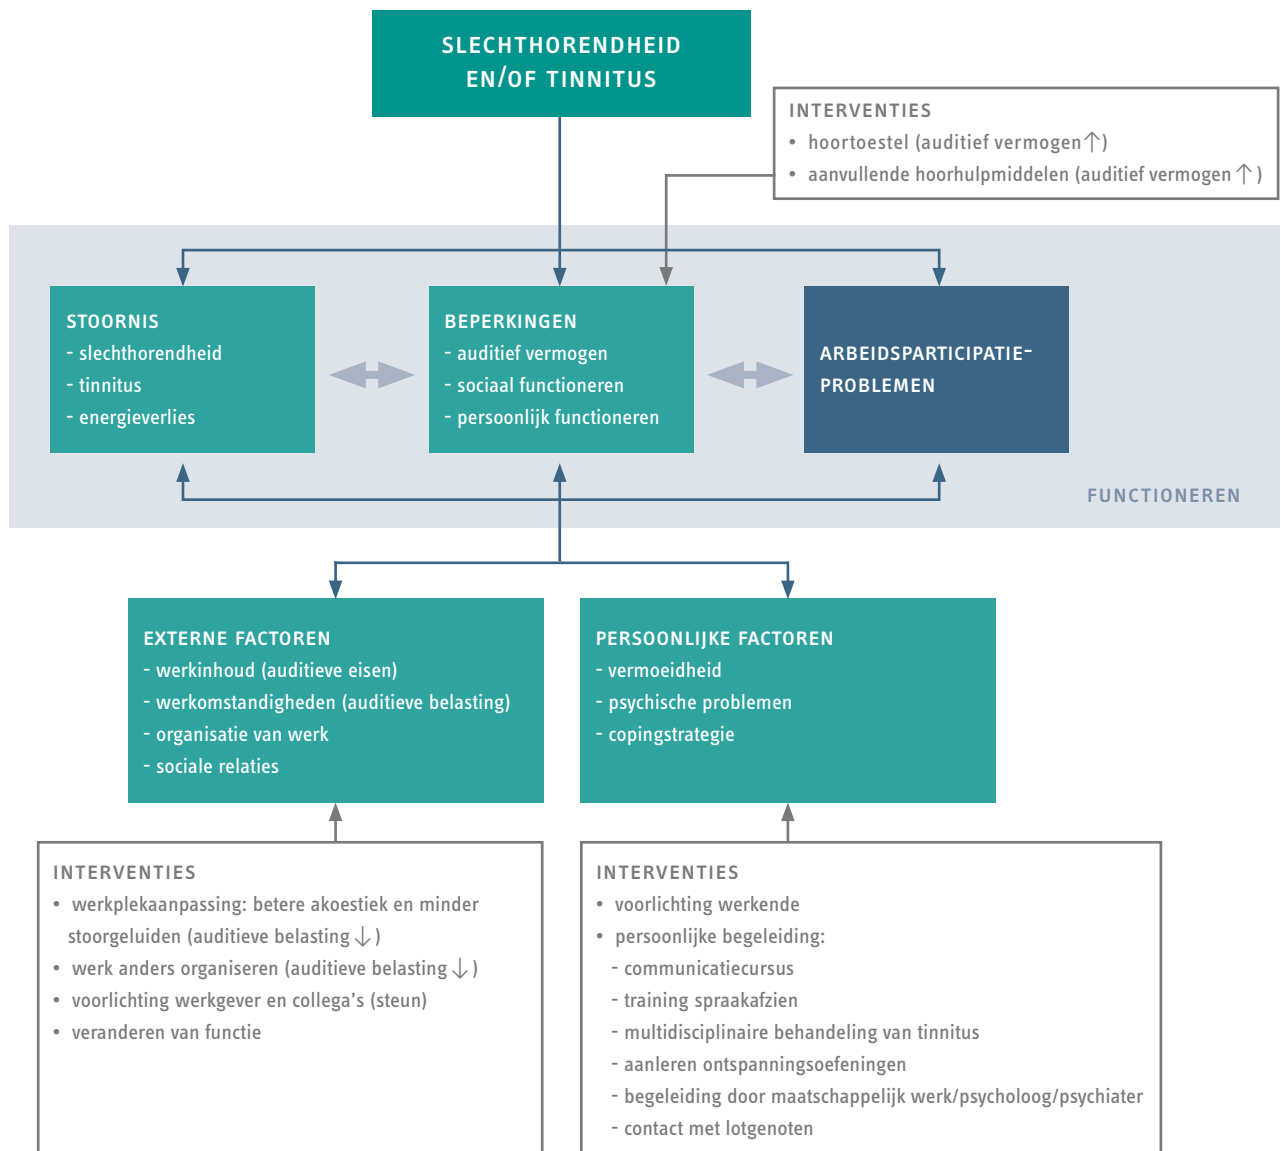 SLECHTHORENDHEID
EN/OF TINNITUS
INTERVENTIES
• hoortoestel (auditief vermogen↑)
• aanvullende hoorhulpmiddelen (auditief vermogen↑)
STOORNIS
- slechthorendheid
- tinnitus
- energieverlies
BEPERKINGEN
- auditief vermogen
- sociaal functioneren
- persoonlijk functioneren
ARBEIDSPARTICIPATIE-
PROBLEMEN
FUNCTIONEREN
EXTERNE FACTOREN
- werkinhoud (auditieve eisen)
- werkomstandigheden (auditieve belasting)
- organisatie van werk
- sociale relaties
PERSOONLIJKE FACTOREN
- vermoeidheid
- psychische problemen
- copingstrategie
INTERVENTIES
• werkplekaanpassing: betere akoestiek en minder
stoorgeluiden (auditieve belasting↓)
• werk anders organiseren (auditieve belasting↓)
• voorlichting werkgever en collega's (steun)
• veranderen van functie
INTERVENTIES
• voorlichting werkende
• persoonlijke begeleiding:
- communicatiecursus
- training spraakafzien
- multidisciplinaire behandeling van tinnitus
- aanleren ontspanningsoefeningen
- begeleiding door maatschappelijk werk/psycholoog/psychiater
- contact met lotgenoten